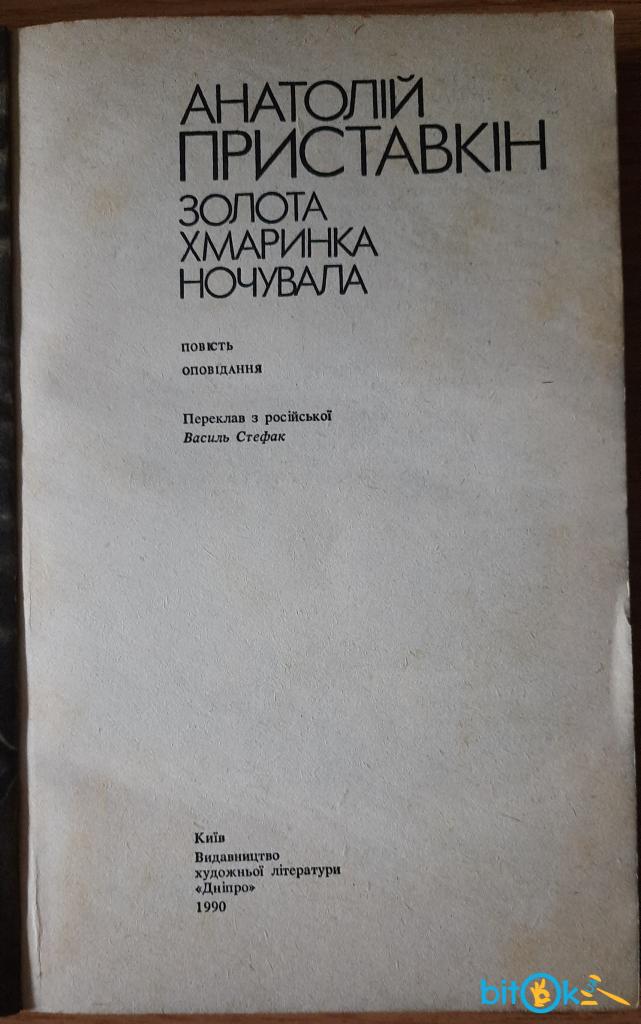 АНАТОЛІЙ
ПРИСТАВКІН
ЗОЛОТА
ХМАРИНКА
НОЧУВАЛА
ПОВІСТЬ
ОПОВІДАННЯ
Переклав з російської
Василь Стефак
Київ
Видавництво
художньої літератури
«Дніпро»
1990
bitOk